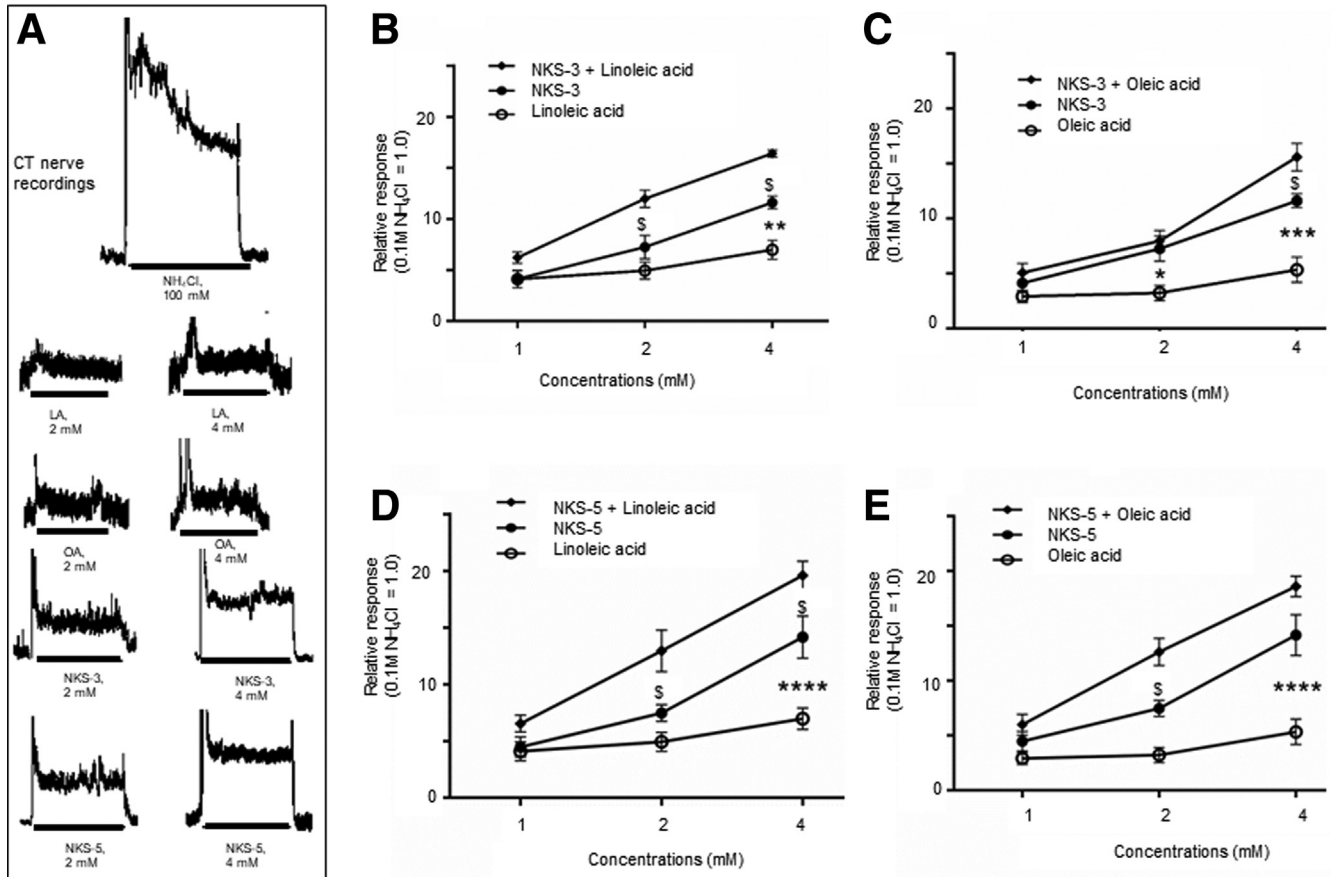 A
CT nerve
recordings
NH4Cl,
100 mM
LA,
2 mM
LA,
4 mM
OA,
2 mM
OA,
4 mM
NKS-3,
2 mM
NKS-3,
4 mM
NKS-5,
2 mM
NKS-5,
4 mM
B
NKS-3 + Linoleic acid
NKS-3
Linoleic acid
Relative response
(0.1M NH4Cl = 1.0)
20
10
0
$
$
**
1 2 4
Concentrations (mM)
C
NKS-3 + Oleic acid
NKS-3
Oleic acid
Relative response
(0.1M NH4Cl = 1.0)
20
10
0
$
***
*
1 2 4
Concentrations (mM)
D
NKS-5 + Linoleic acid
NKS-5
Linoleic acid
Relative response
(0.1M NH4Cl = 1.0)
20
10
0
$
$
****
1 2 4
Concentrations (mM)
E
NKS-5 + Oleic acid
NKS-5
Oleic acid
Relative response
(0.1M NH4Cl = 1.0)
20
10
0
$
****
1 2 4
Concentrations (mM)